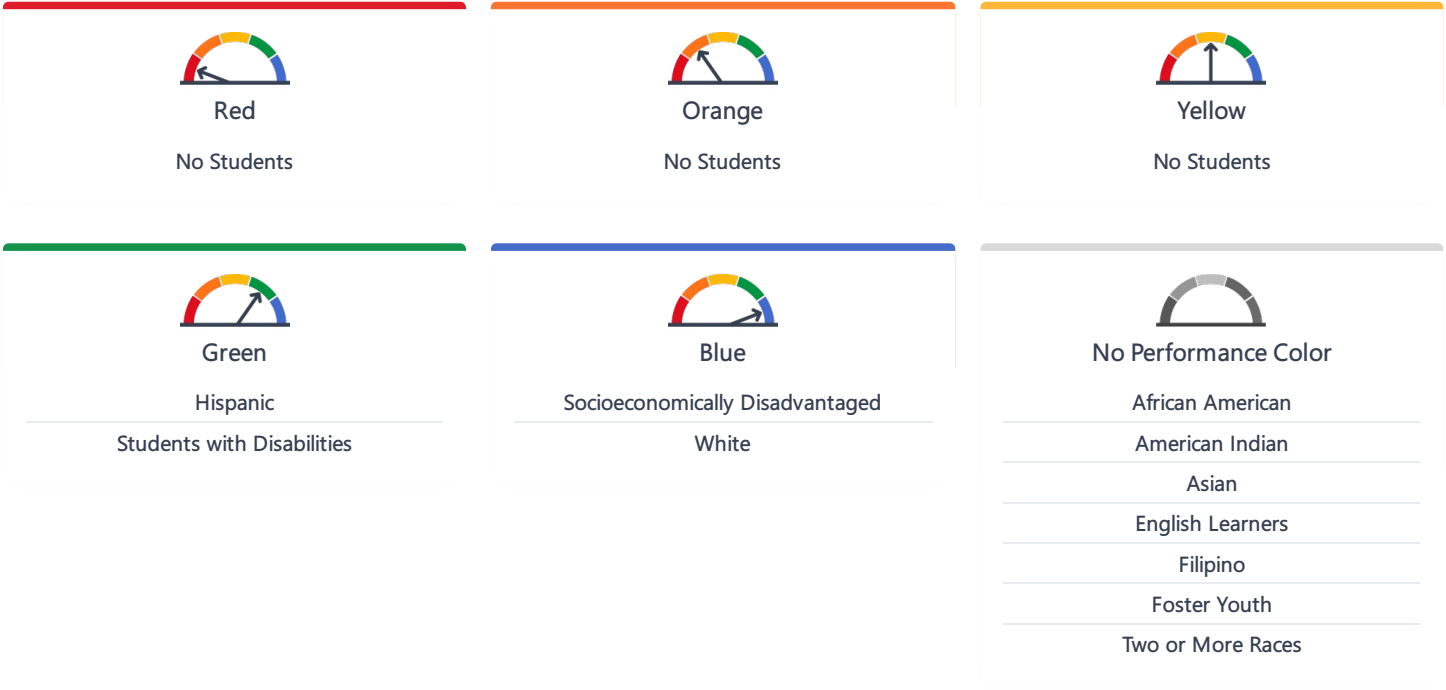 Red
No Students
Orange
No Students
Yellow
No Students
Green
Hispanic
Students with Disabilities
Blue
Socioeconomically Disadvantaged
White
No Performance Color
African American
American Indian
Asian
English Learners
Filipino
Foster Youth
Two or More Races